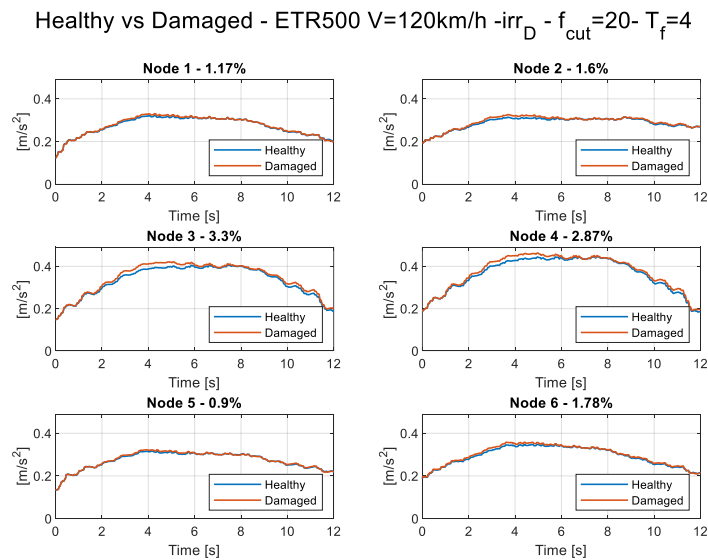 Healthy vs Damaged - ETR500 V=120km/h -irr_D - f_cut=20- T_f=4
Node 1 - 1.17%
[m/s²]
0.4
0.2
0
0 2 4 6 8 10 12
Time [s]
Healthy
Damaged
Node 2 - 1.6%
[m/s²]
0.4
0.2
0
0 2 4 6 8 10 12
Time [s]
Healthy
Damaged
Node 3 - 3.3%
[m/s²]
0.4
0.2
0
0 2 4 6 8 10 12
Time [s]
Healthy
Damaged
Node 4 - 2.87%
[m/s²]
0.4
0.2
0
0 2 4 6 8 10 12
Time [s]
Healthy
Damaged
Node 5 - 0.9%
[m/s²]
0.4
0.2
0
0 2 4 6 8 10 12
Time [s]
Healthy
Damaged
Node 6 - 1.78%
[m/s²]
0.4
0.2
0
0 2 4 6 8 10 12
Time [s]
Healthy
Damaged